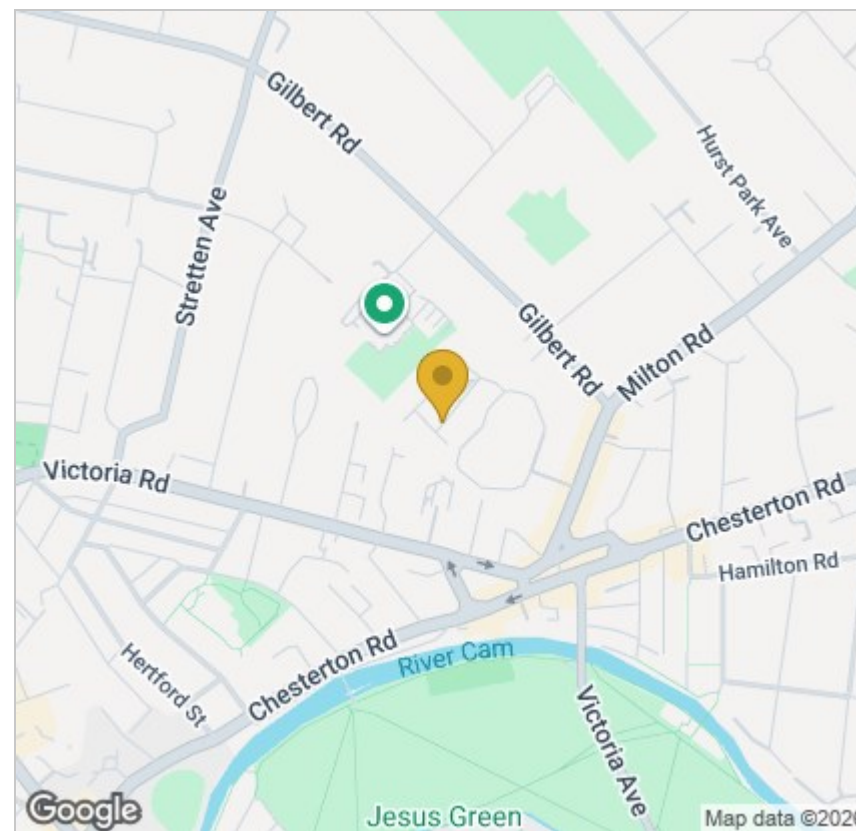 Gilbert Rd
Hurst Park Ave
Stretten Ave
Gilbert Rd
Milton Rd
Victoria Rd
Chesterton Rd
Hamilton Rd
Hertford St
Chesterton Rd
River Cam
Victoria Ave
Jesus Green
Google
Map data ©2026